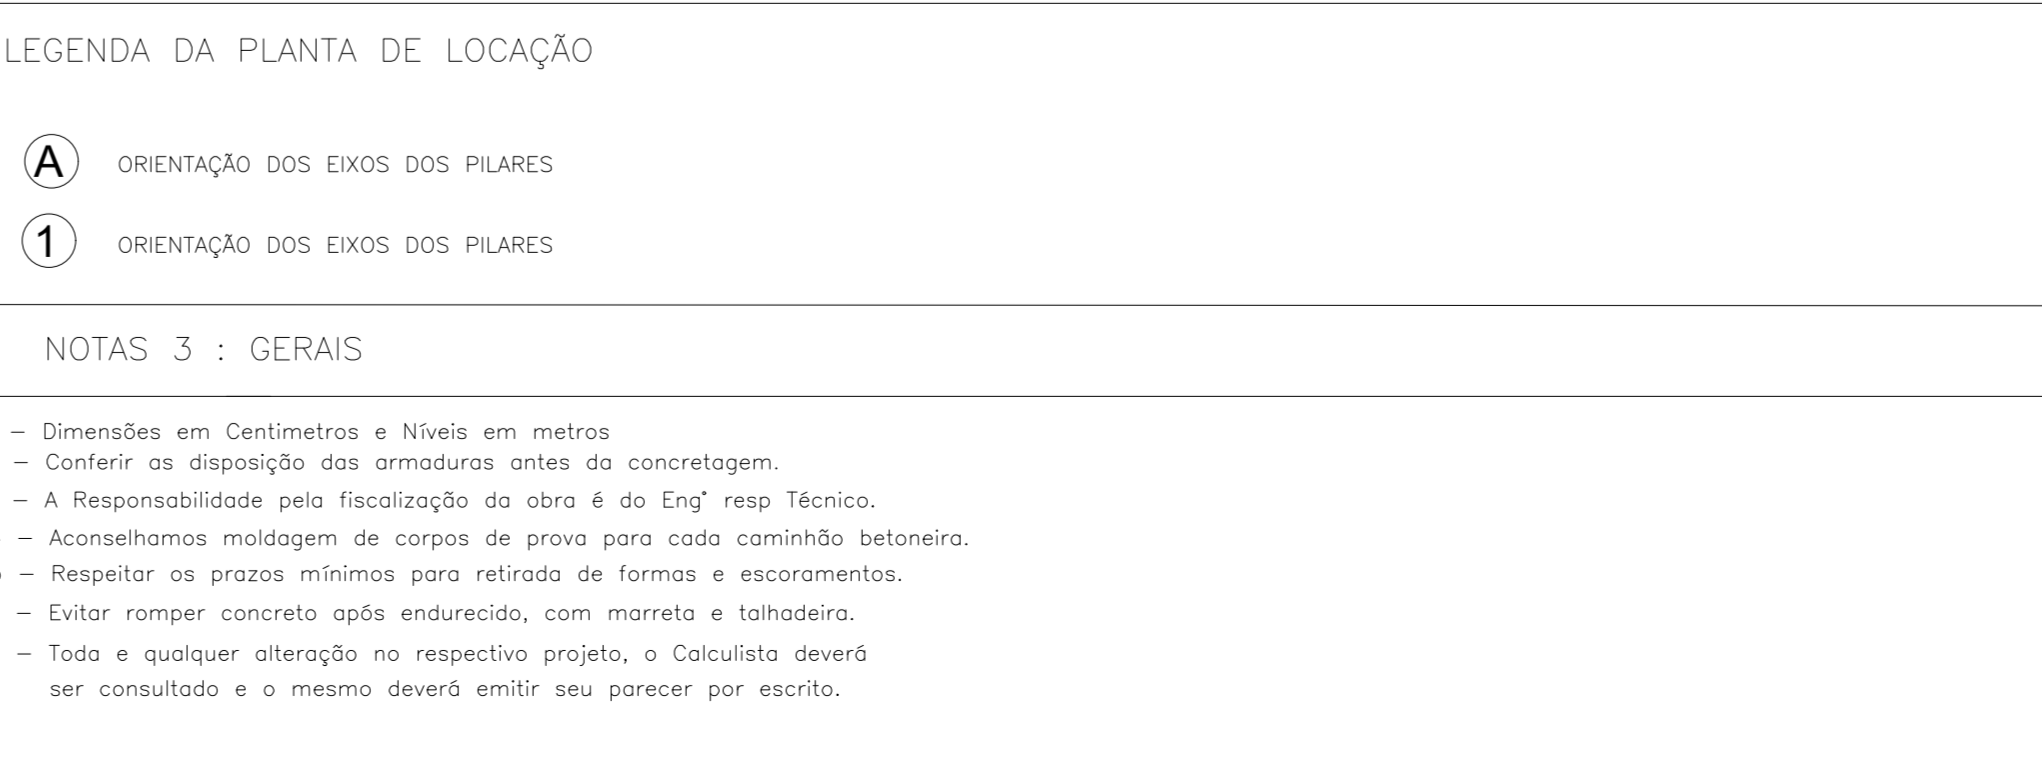 LEGENDA DA PLANTA DE LOCAÇÃO
A ORIENTAÇÃO DOS EIXOS DOS PILARES
1 ORIENTAÇÃO DOS EIXOS DOS PILARES
NOTAS 3 : GERAIS
– Dimensões em Centimetros e Níveis em metros
– Conferir as disposição das armaduras antes da concretagem.
– A Responsabilidade pela fiscalização da obra é do Eng° resp Técnico.
– Aconselhamos moldagem de corpos de prova para cada caminhão betoneira.
– Respeitar os prazos mínimos para retirada de formas e escoramentos.
– Evitar romper concreto após endurecido, com marreta e talhadeira.
– Toda e qualquer alteração no respectivo projeto, o Calculista deverá
ser consultado e o mesmo deverá emitir seu parecer por escrito.